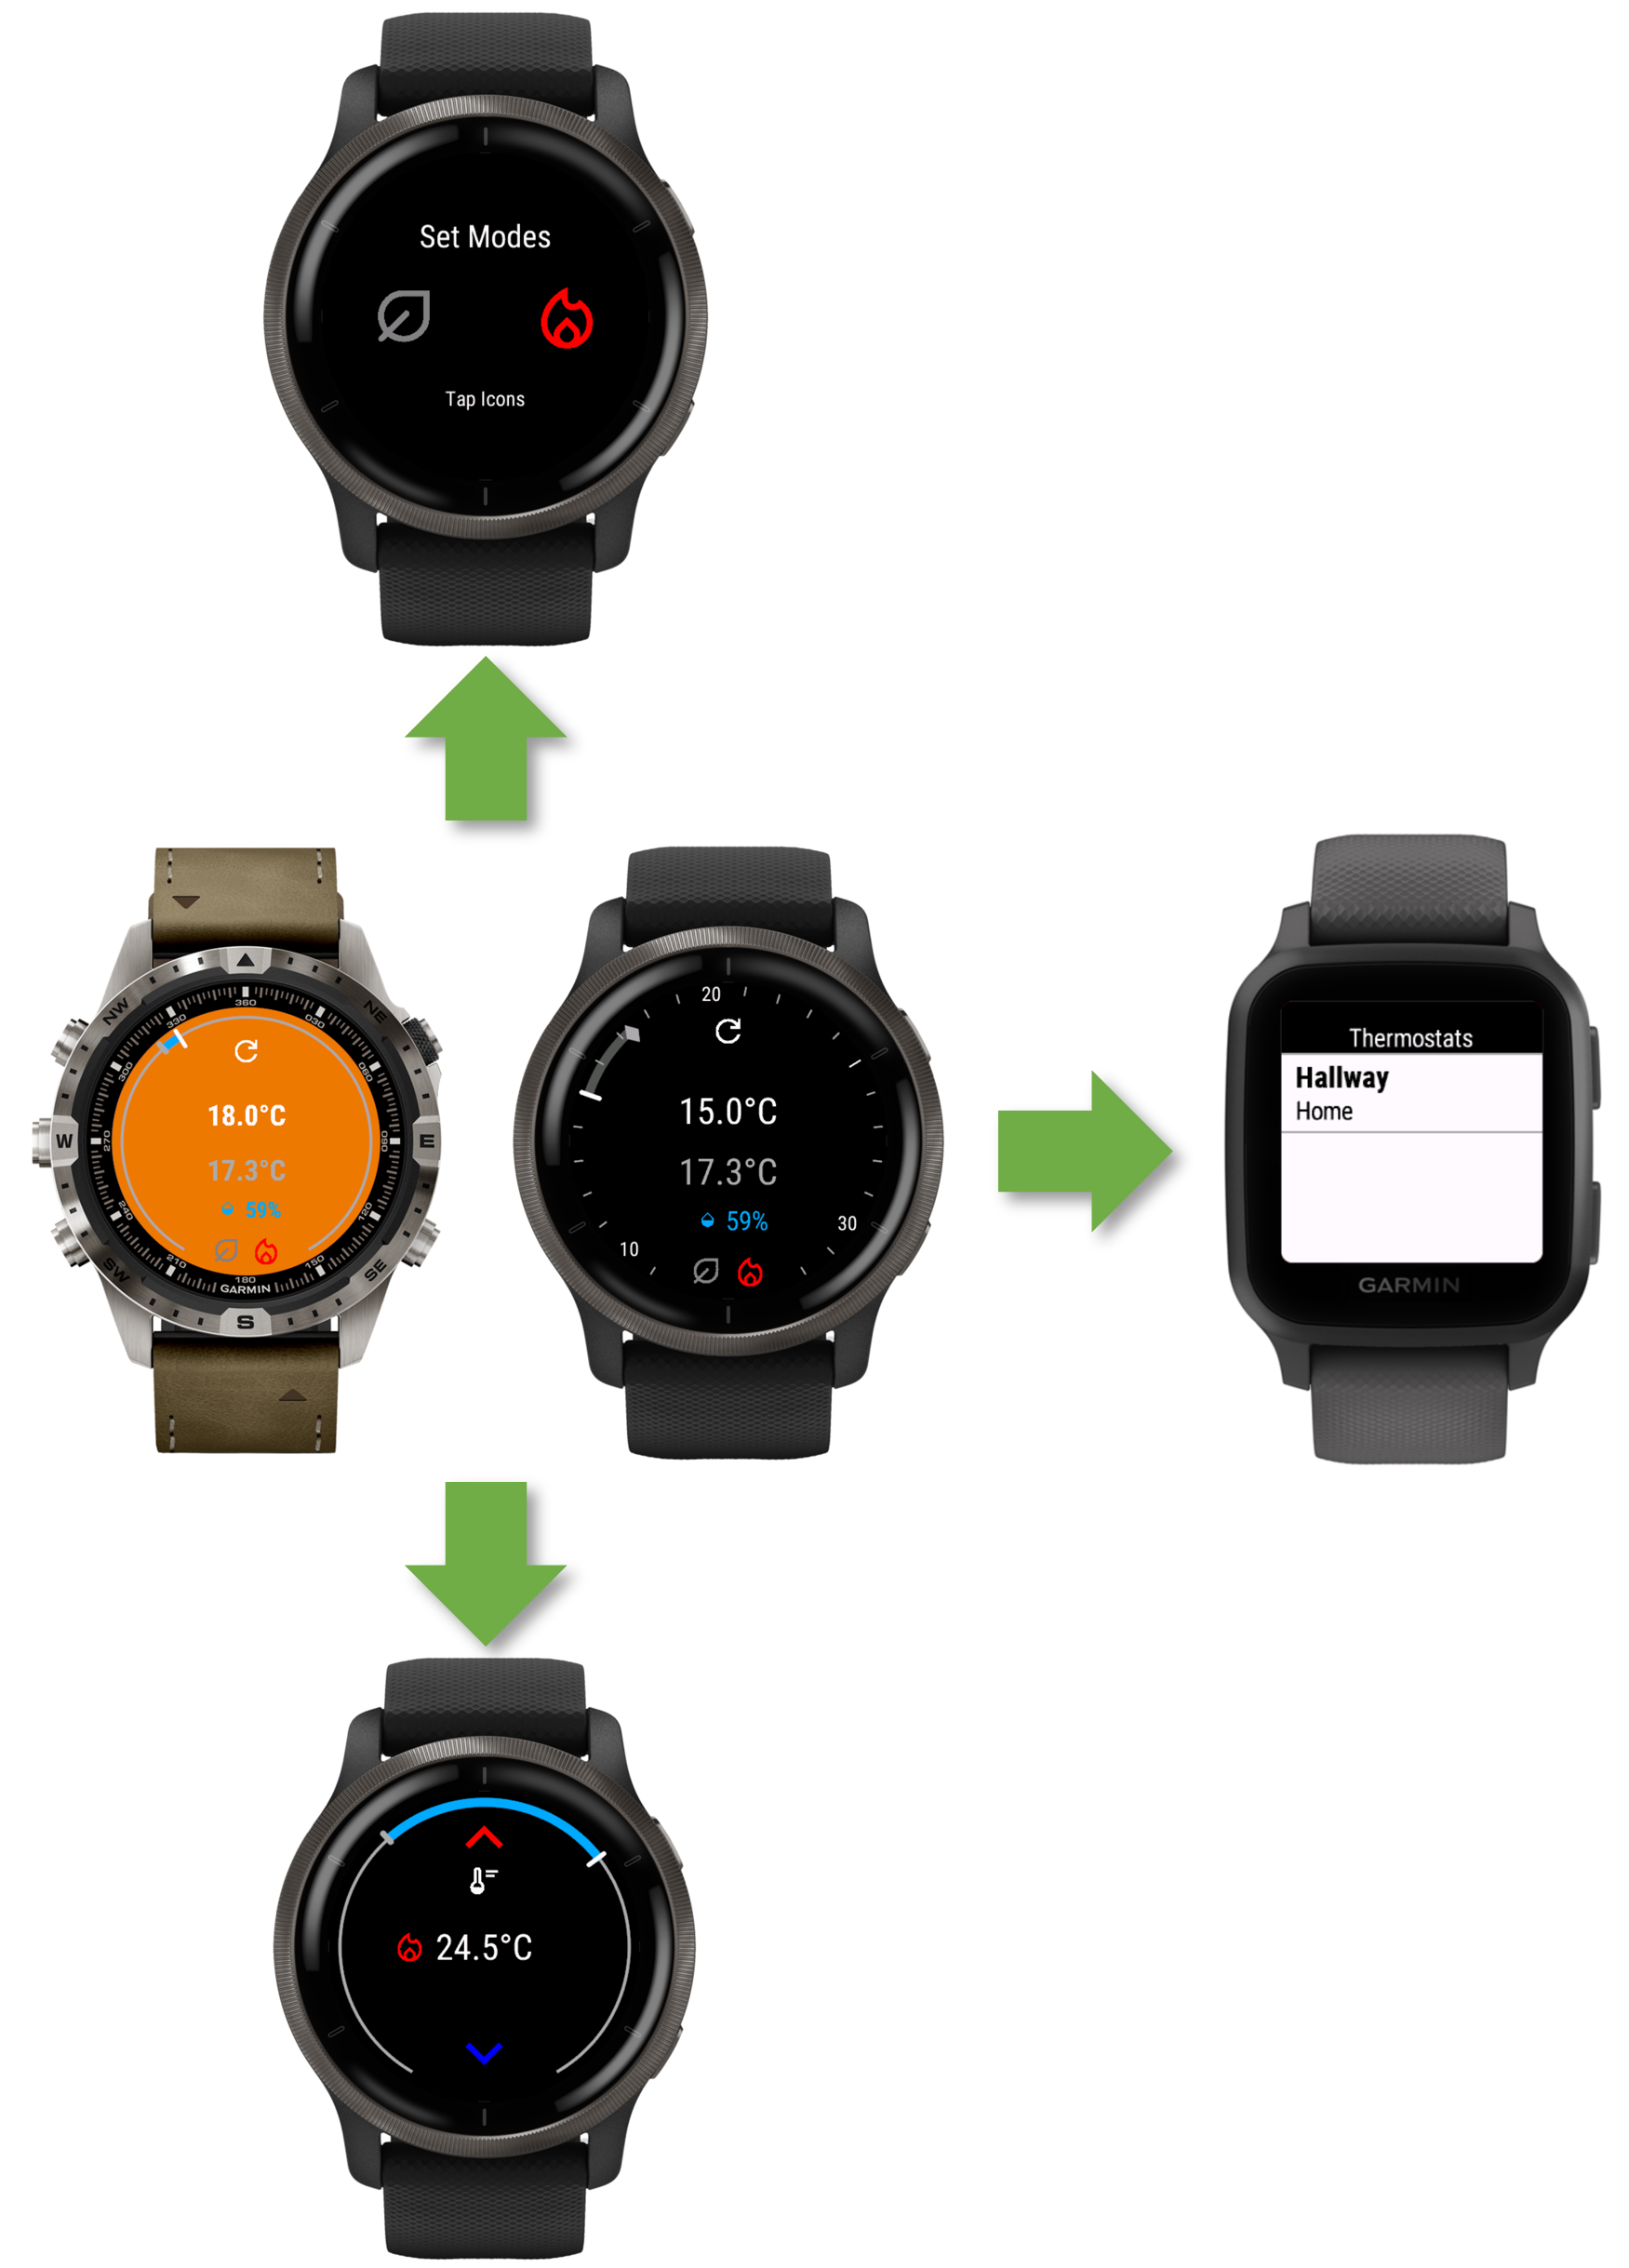 Set Modes
Tap Icons
NW
NE
W
E
SW
SE
S
360
030
060
090
120
150
180
210
240
270
300
330
18.0°C
17.3°C
59%
GARMIN
20
15.0°C
17.3°C
59%
10
30
Thermostats
Hallway
Home
GARMIN
24.5°C